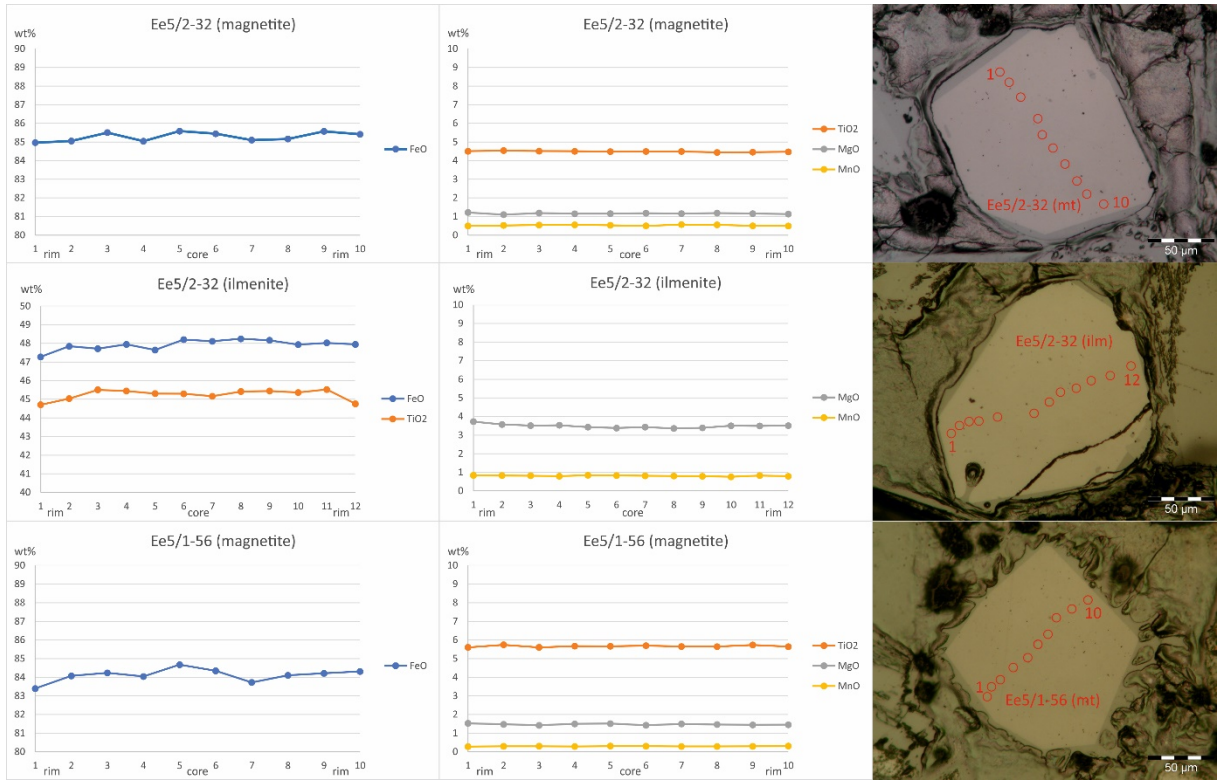 Ee5/2-32 (magnetite)
wt%
90
89
88
87
86
85
84
83
82
81
80
FeO
1 2 3 4 5 6 7 8 9 10
rim core rim
Ee5/2-32 (magnetite)
wt%
10
9
8
7
6
5
4
3
2
1
0
TiO2
MgO
MnO
1 2 3 4 5 6 7 8 9 10
rim core rim
1
Ee5/2-32 (mt)
10
50 µm
Ee5/2-32 (ilmenite)
wt%
50
49
48
47
46
45
44
43
42
41
40
FeO
TiO2
1 2 3 4 5 6 7 8 9 10 11 12
rim core rim
Ee5/2-32 (ilmenite)
wt%
10
9
8
7
6
5
4
3
2
1
0
MgO
MnO
1 2 3 4 5 6 7 8 9 10 11 12
rim core rim
Ee5/2-32 (ilm)
12
1
50 µm
Ee5/1-56 (magnetite)
wt%
90
89
88
87
86
85
84
83
82
81
80
FeO
1 2 3 4 5 6 7 8 9 10
rim core rim
Ee5/1-56 (magnetite)
wt%
10
9
8
7
6
5
4
3
2
1
0
TiO2
MgO
MnO
1 2 3 4 5 6 7 8 9 10
rim core rim
10
1
Ee5/1-56 (mt)
50 µm